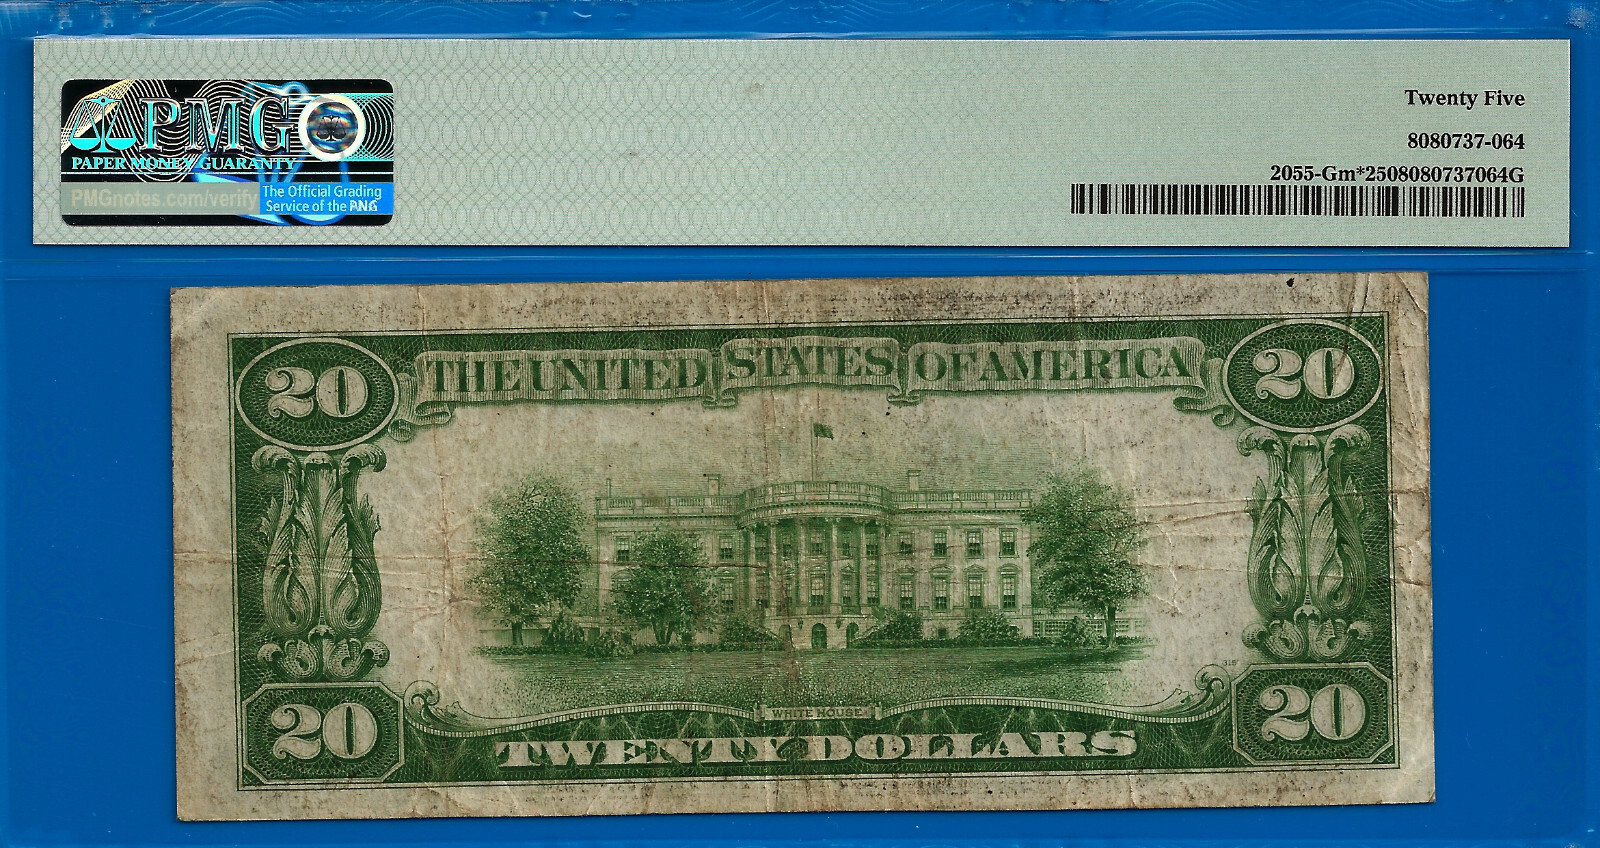 PMG
PAPER MONEY GUARANTY
PMGnotes.com/verify
The Official Grading
Service of the PNG
Twenty Five
8080737-064
2055-Gm*2508080737064G
20
THE UNITED STATES OF AMERICA
20
315
20
WHITE HOUSE
20
TWENTY DOLLARS